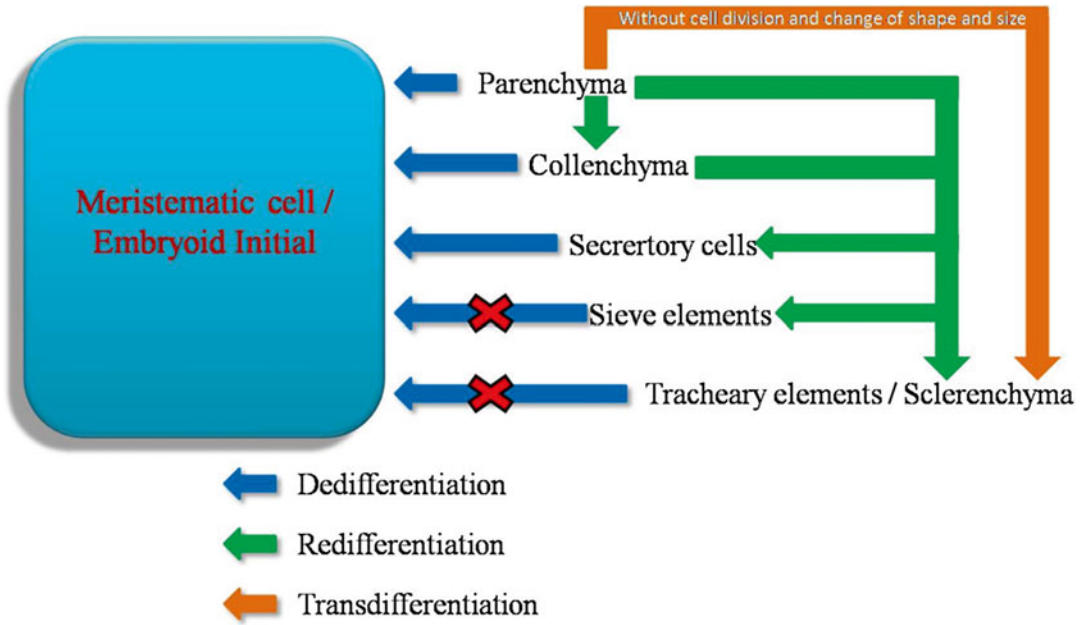 Without cell division and change of shape and size
Parenchyma
Collenchyma
Meristematic cell /
Embryoid Initial
Secrertory cells
Sieve elements
Tracheary elements / Sclerenchyma
Dedifferentiation
Redifferentiation
Transdifferentiation